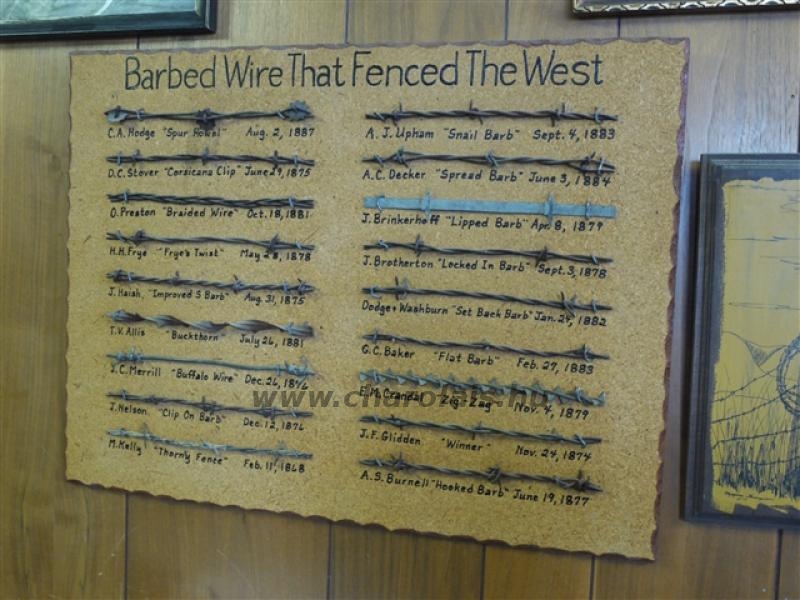 Barbed Wire That Fenced The West
C.A. Hodge "Spur Rowel" Aug. 2, 1887
D.C. Stover "Corsicana Clip" June 29, 1875
O. Preston "Braided Wire" Oct. 18, 1881
H.H. Frye "Frye's Twist" May 28, 1878
J. Haish, "Improved S Barb" Aug. 31, 1875
T.V. Allis "Buckthorn" July 26, 1881
J.C. Merrill "Buffalo Wire" Dec. 26, 1876
J. Nelson "Clip On Barb" Dec. 12, 1876
M. Kelly "Thorny Fence" Feb. 11, 1868
A. J. Upham "Snail Barb" Sept. 4, 1883
A.C. Decker "Spread Barb" June 3, 1884
J. Brinkerhoff "Lipped Barb" Apr. 8, 1879
J. Brotherton "Locked In Barb" Sept. 3, 1878
Dodge + Washburn "Set Back Barb" Jan. 24, 1882
G.C. Baker "Flat Barb" Feb. 27, 1883
E.M. Crandal "Zig-Zag" Nov. 4, 1879
J.F. Glidden "Winner" Nov. 24, 1874
A.S. Burnell "Hooked Barb" June 19, 1877
www.charolais.hu